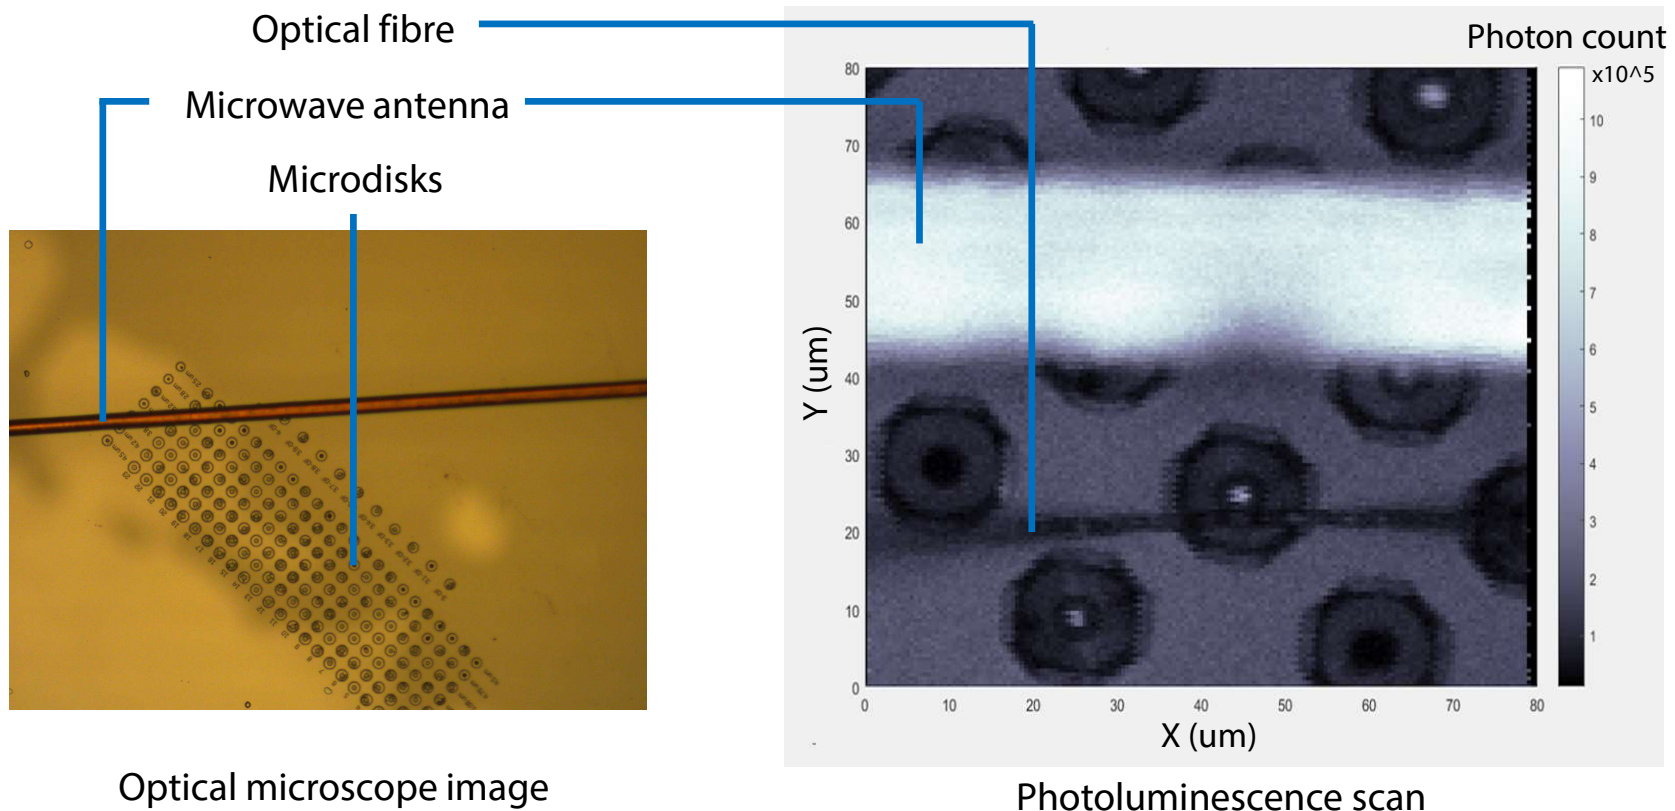 Optical fibre
Microwave antenna
Microdisks
Optical microscope image
Photon count
x10^5
80
70
60
50
40
30
20
10
0
Y (um)
0 10 20 30 40 50 60 70 80
X (um)
10
9
8
7
6
5
4
3
2
1
Photoluminescence scan